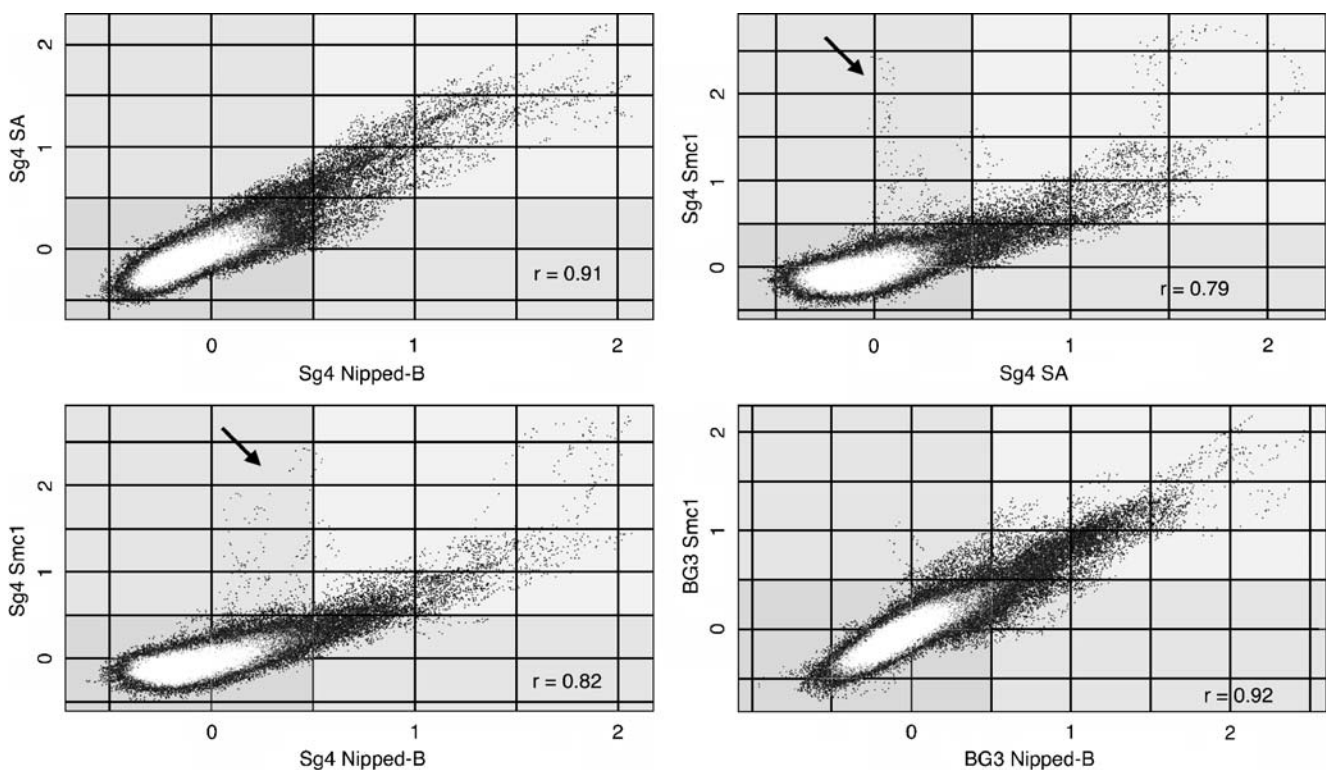 2
1
0
Sg4 SA
r = 0.91
0 1 2
Sg4 Nipped-B
2
1
0
Sg4 Smc1
r = 0.79
0 1 2
Sg4 SA
2
1
0
Sg4 Smc1
r = 0.82
0 1 2
Sg4 Nipped-B
2
1
0
BG3 Smc1
r = 0.92
0 1 2
BG3 Nipped-B